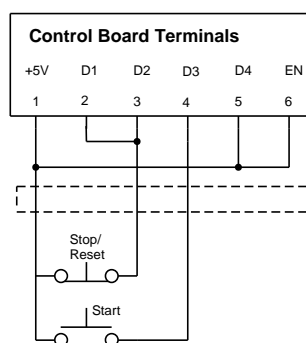 Control Board Terminals
+5V D1 D2 D3 D4 EN
1 2 3 4 5 6
Stop/
Reset
Start